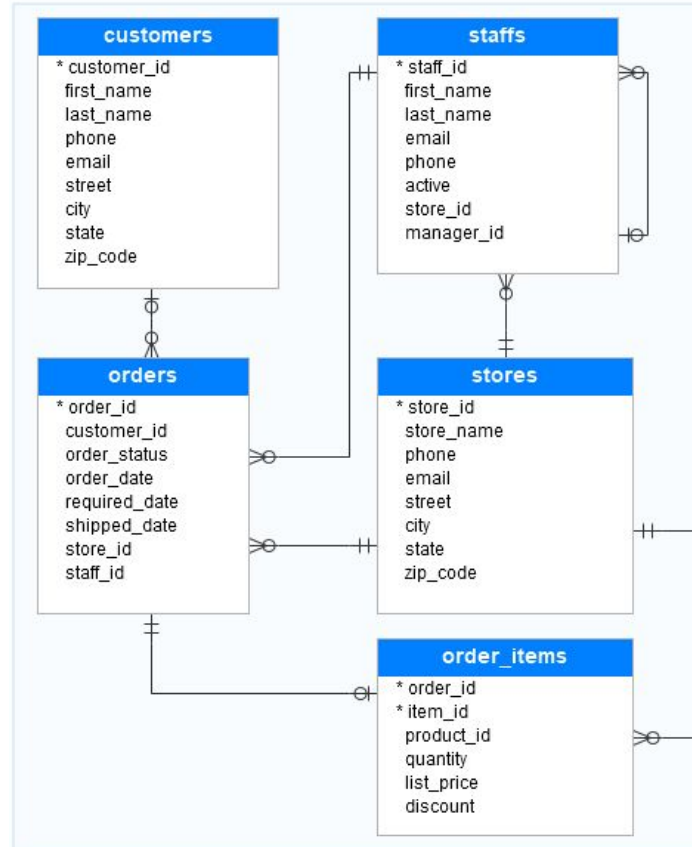 customers
* customer_id
first_name
last_name
phone
email
street
city
state
zip_code
staffs
* staff_id
first_name
last_name
email
phone
active
store_id
manager_id
orders
* order_id
customer_id
order_status
order_date
required_date
shipped_date
store_id
staff_id
stores
* store_id
store_name
phone
email
street
city
state
zip_code
order_items
* order_id
* item_id
product_id
quantity
list_price
discount